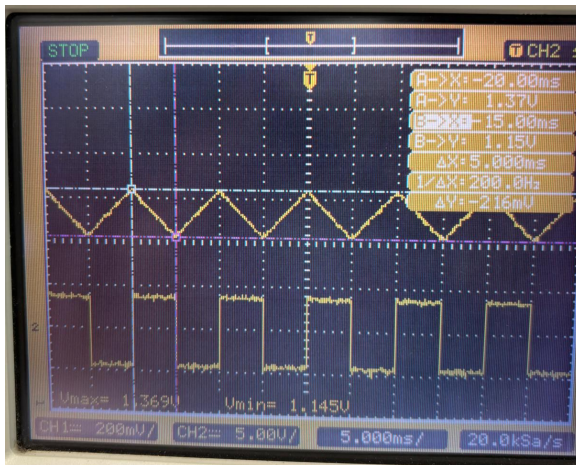 STOP T CH2
T
A->X:-20.00ms
A->Y: 1.37V
B->X:-15.00ms
B->Y: 1.15V
ΔX:5.000ms
1/ΔX:200.0Hz
ΔY:-216mV
2
Vmax= 1.369V Vmin= 1.145V
CH1 200mV/ CH2 5.00V/ 5.000ms/ 20.0kSa/s